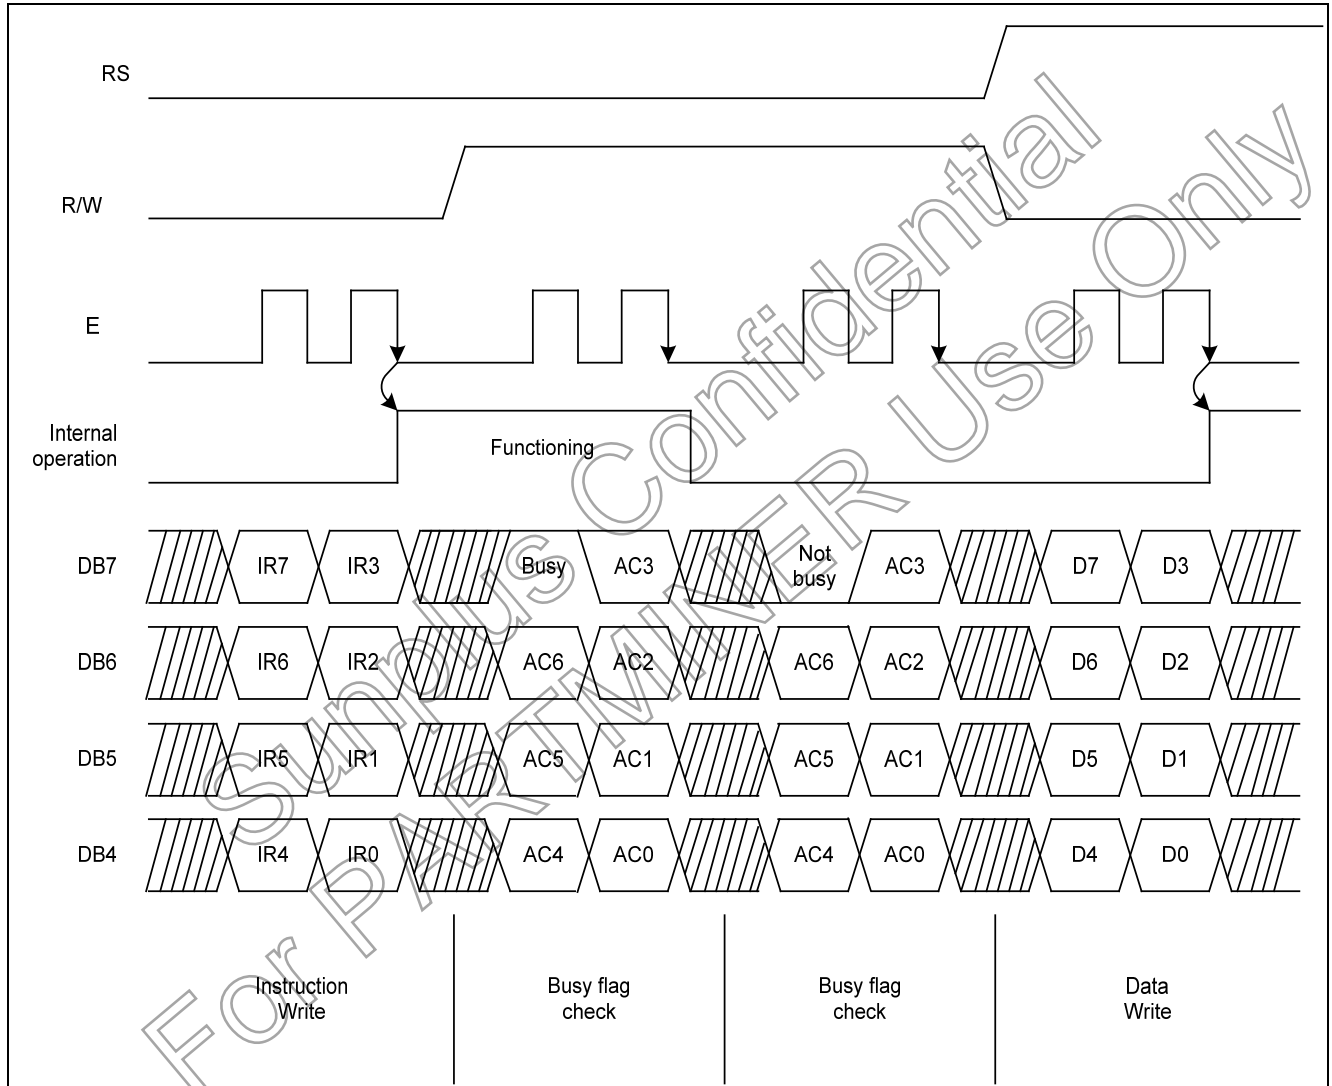 RS
R/W
E
Internal
operation
Functioning
DB7
IR7
IR3
Busy
AC3
Not
busy
AC3
D7
D3
DB6
IR6
IR2
AC6
AC2
AC6
AC2
D6
D2
DB5
IR5
IR1
AC5
AC1
AC5
AC1
D5
D1
DB4
IR4
IR0
AC4
AC0
AC4
AC0
D4
D0
Instruction
Write
Busy flag
check
Busy flag
check
Data
Write
Sunplus Confidential
For PARTMINER Use Only